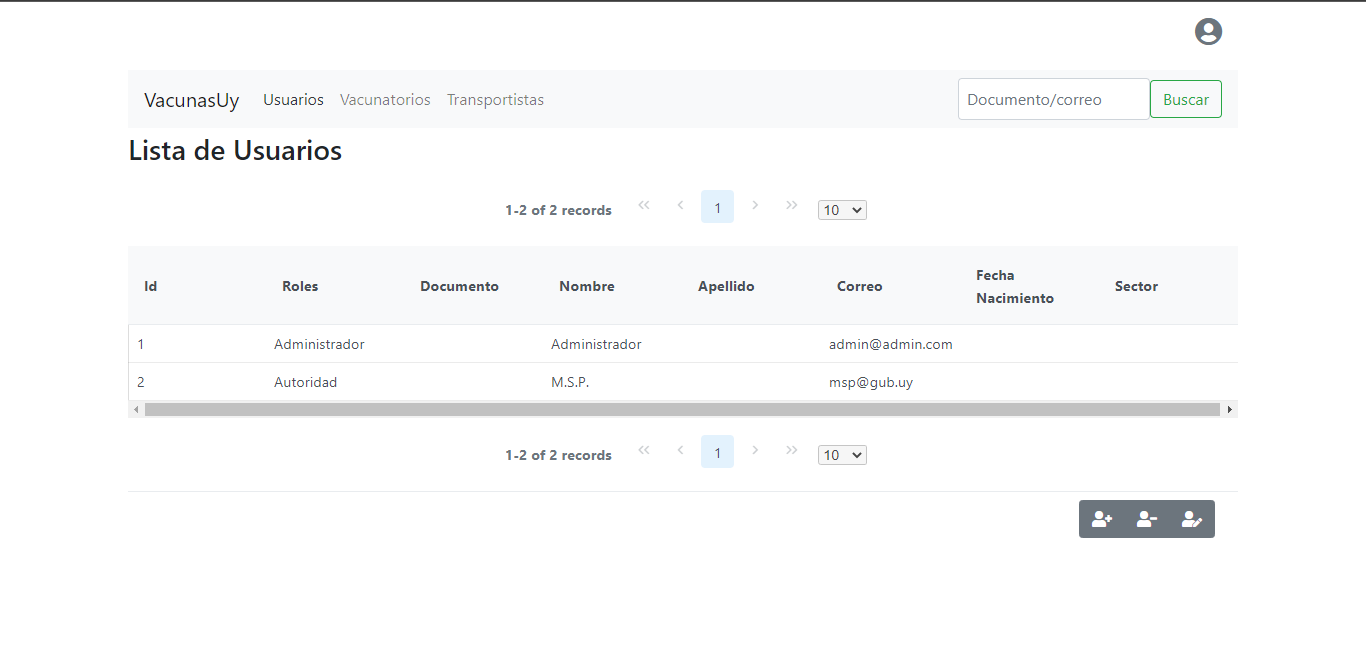 VacunasUy Usuarios Vacunatorios Transportistas Documento/correo Buscar
Lista de Usuarios
1-2 of 2 records 1 10
Id Roles Documento Nombre Apellido Correo Fecha Nacimiento Sector
1 Administrador Administrador admin@admin.com
2 Autoridad M.S.P. msp@gub.uy
1-2 of 2 records 1 10